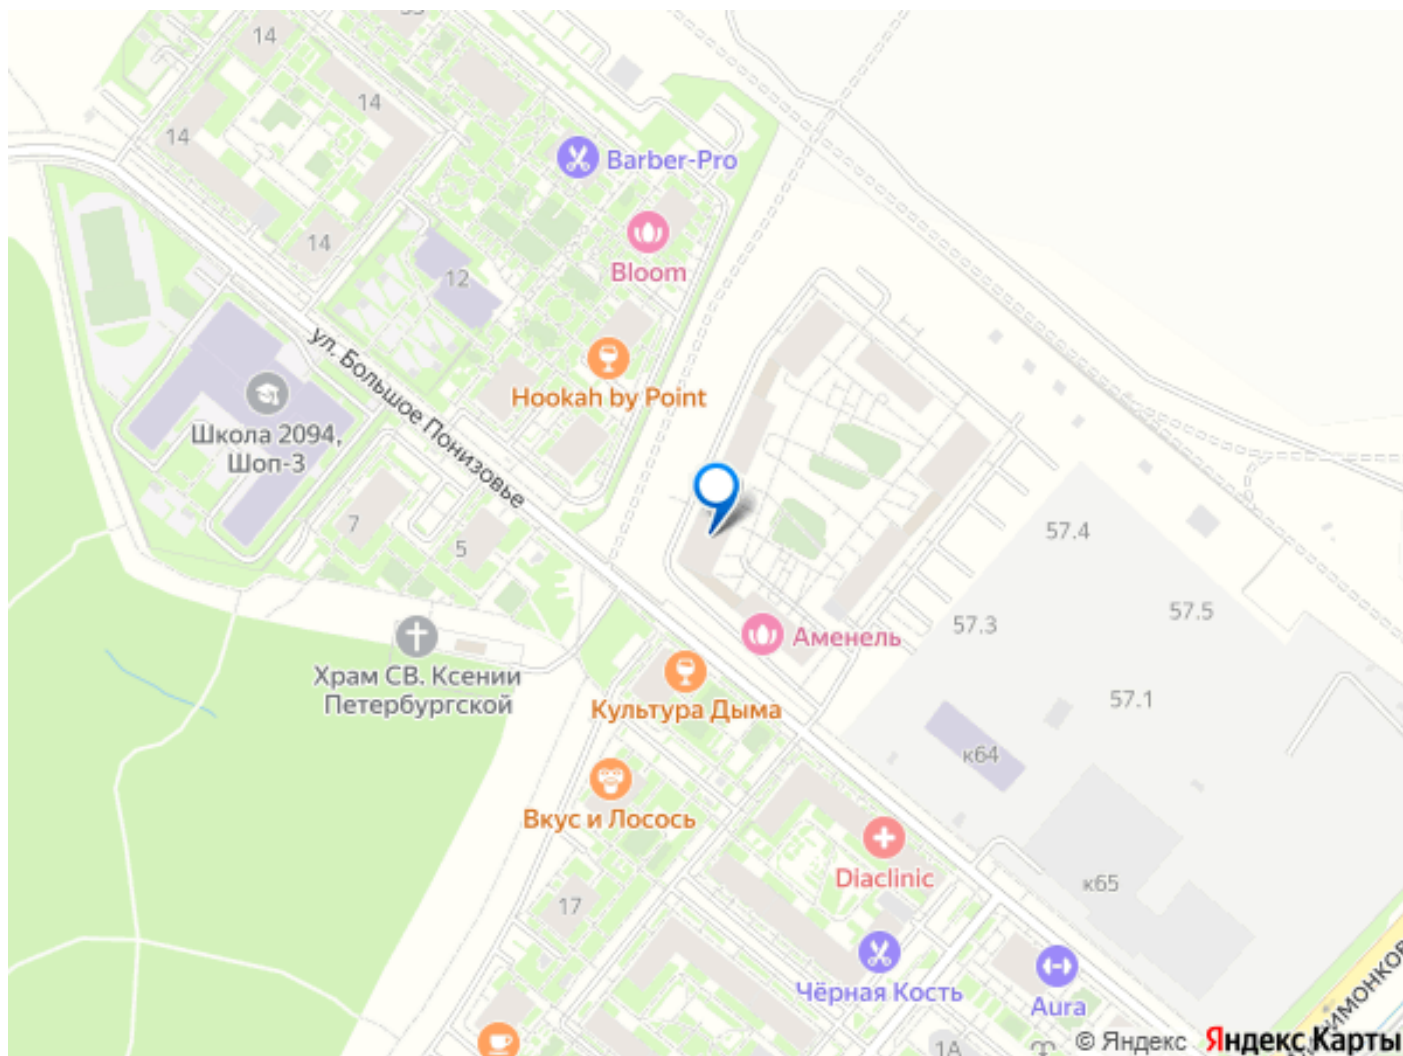 14
14
14
Barber-Pro
14
Bloom
12
ул. Большое Понизовье
Hookah by Point
Школа 2094,
Шоп-3
7
5
57.4
57.5
57.3
Аменель
Храм СВ. Ксении
Петербургской
Культура Дыма
57.1
к64
Вкус и Лосось
Diaclinic
к65
17
Чёрная Кость
Aura
1А
© Яндекс Яндекс Карты